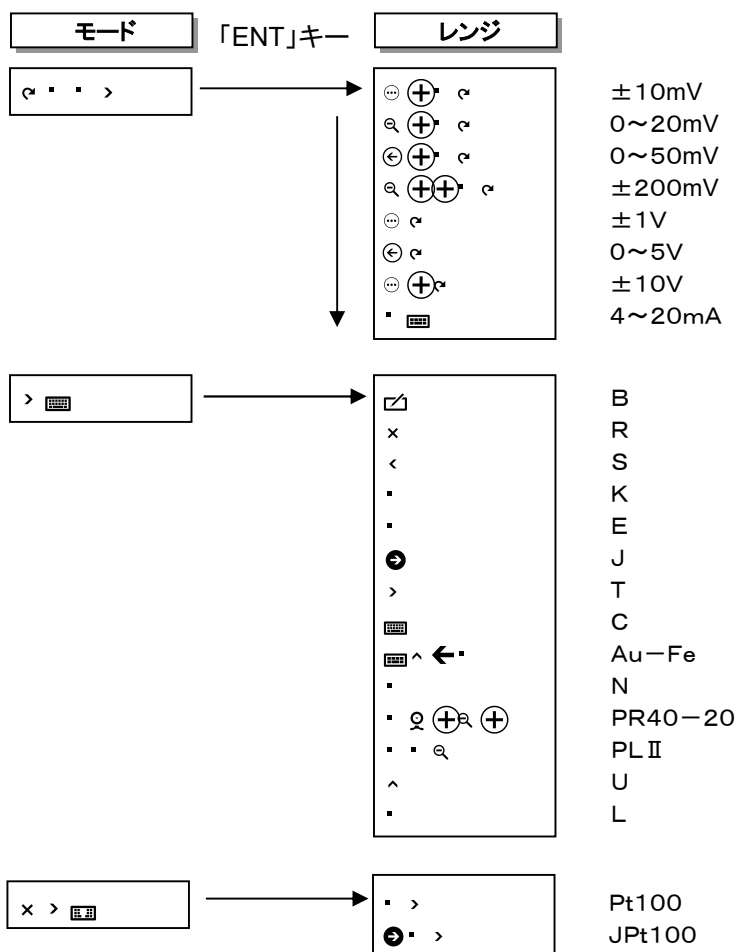 モード 「ENT」キー レンジ
±10mV
0～20mV
0～50mV
±200mV
±1V
0～5V
±10V
4～20mA
B
R
S
K
E
J
T
C
Au－Fe
N
PR40－20
PLⅡ
U
L
Pt100
JPt100